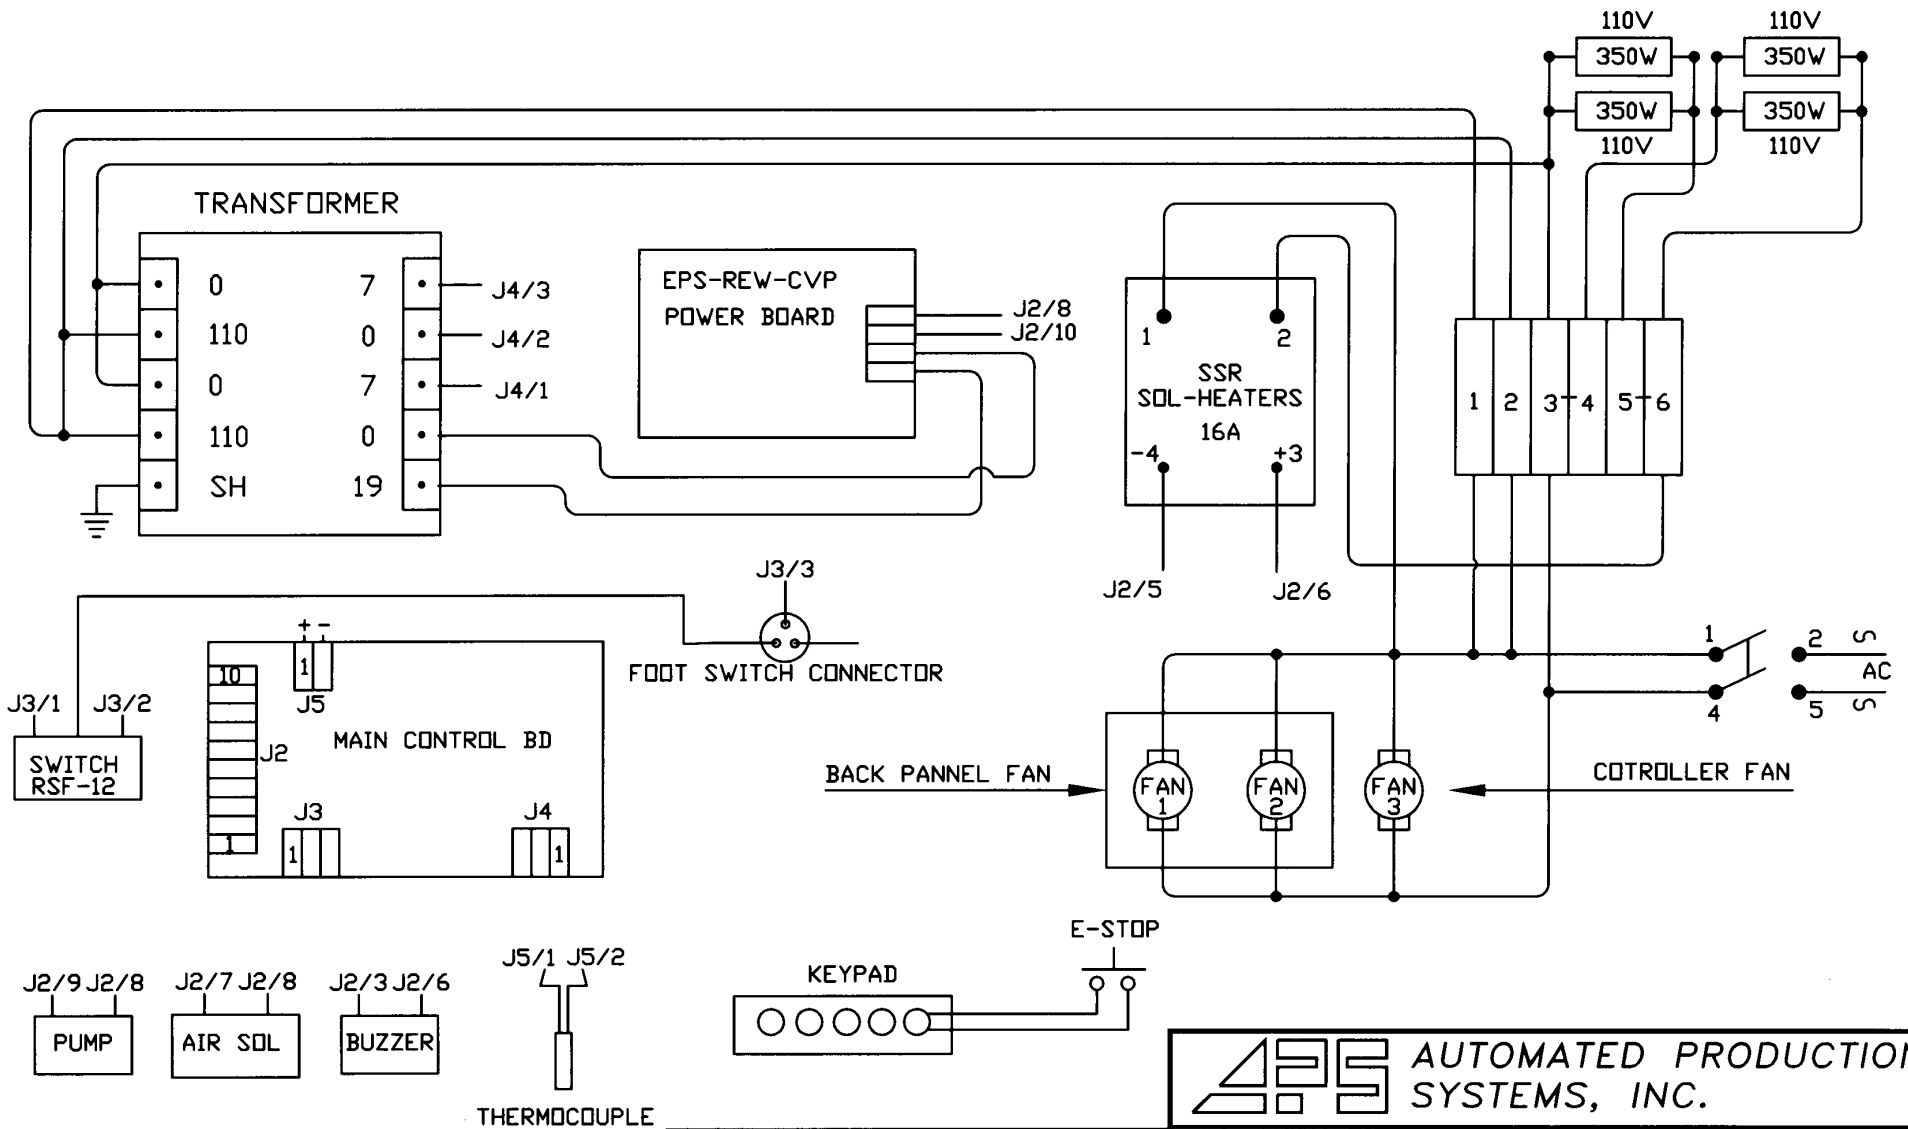 110V 110V
350W 350W
350W 350W
110V 110V
TRANSFORMER
0 7 J4/3
110 0 J4/2
0 7 J4/1
110 0
SH 19
EPS-REW-CVP
POWER BOARD
J2/8
J2/10
1 2
SSR
SOL-HEATERS
16A
-4 +3
J2/5 J2/6
1 2 3 4 5 6
J3/3
FOOT SWITCH CONNECTOR
J3/1 J3/2
SWITCH
RSF-12
+ -
1
J5
10
J2
1
MAIN CONTROL BD
J3
1
J4
1
1 2
AC
4 5
BACK PANNEL FAN
FAN
1
FAN
2
FAN
3
COTROLLER FAN
J2/9 J2/8
PUMP
J2/7 J2/8
AIR SOL
J2/3 J2/6
BUZZER
J5/1 J5/2
THERMOCOUPLE
KEYPAD
E-STOP
APS
AUTOMATED PRODUCTION
SYSTEMS, INC.